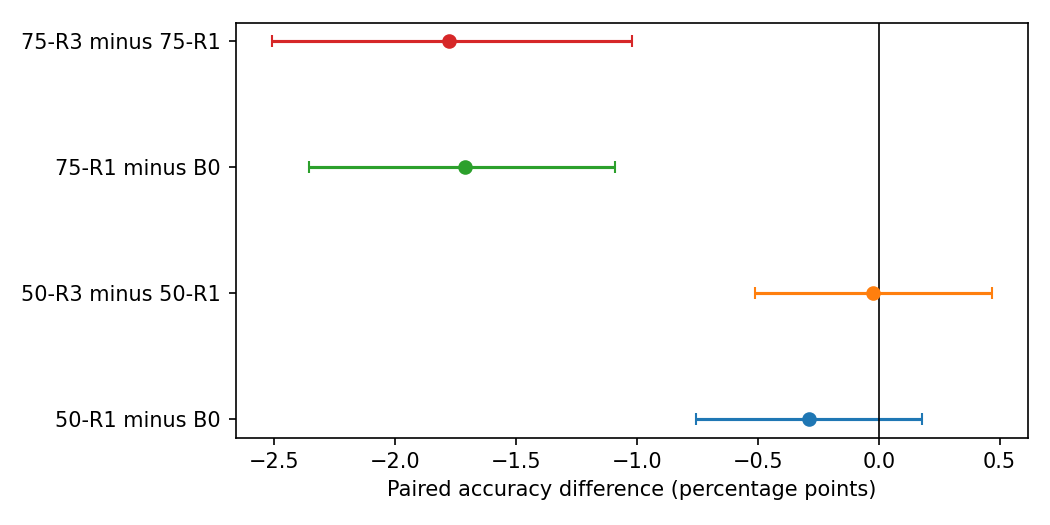 75-R3 minus 75-R1
75-R1 minus B0
50-R3 minus 50-R1
50-R1 minus B0
−2.5 −2.0 −1.5 −1.0 −0.5 0.0 0.5
Paired accuracy difference (percentage points)